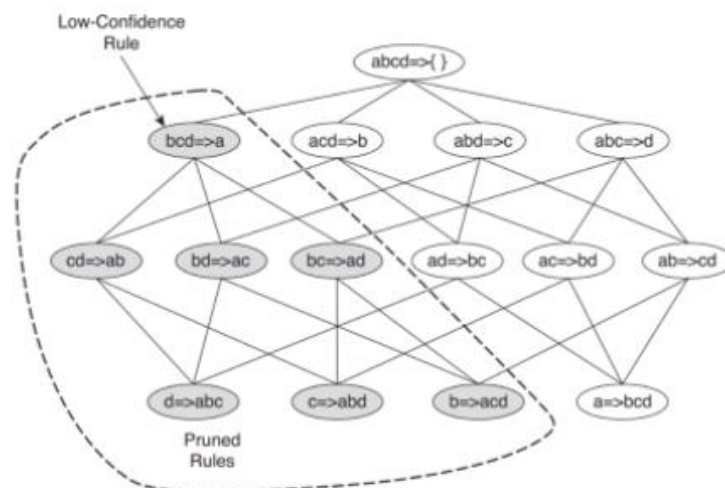 Low-Confidence
Rule
abcd=>{ }
bcd=>a
acd=>b
abd=>c
abc=>d
cd=>ab
bd=>ac
bc=>ad
ad=>bc
ac=>bd
ab=>cd
d=>abc
c=>abd
b=>acd
a=>bcd
Pruned
Rules